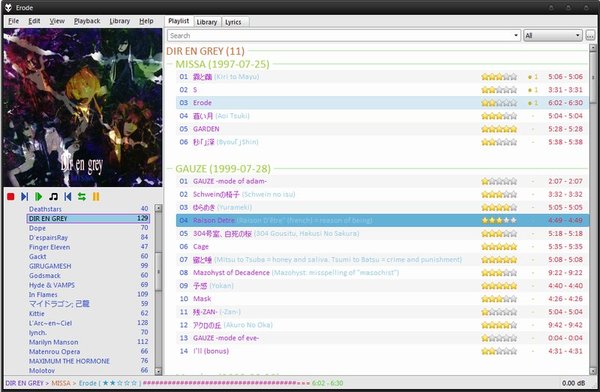 Erode
File Edit View Playback Library Help
Playlist Library Lyrics
Search
All
...
DIR EN GREY (11)
MISSA (1997-07-25)
01 霧と繭 (Kiri to Mayu) 1 5:06 - 5:06
02 S 1 3:31 - 3:31
03 Erode 1 6:02 - 6:30
04 蒼い月 (Aoi Tsuki) - 5:04 - 5:04
05 GARDEN - 5:28 - 5:28
06 秒「」深 (Byou「」Shin) - 5:38 - 5:38
GAUZE (1999-07-28)
01 GAUZE -mode of adam- - 2:07 - 2:07
02 Schweinの椅子 (Schwein no isu) - 3:32 - 3:32
03 ゆらめき (Yurameki) - 5:05 - 5:05
04 Raison Detre (Raison D'être" (french) = reason of being) - 4:49 - 4:49
05 304号室、白死の桜 (304 Gousitu, Hakusi No Sakura) - 5:18 - 5:18
06 Cage - 5:35 - 5:35
07 蜜と唾 (Mitsu to Tsuba = honey and saliva. Tsumi to Batsu = crime and punishment) - 5:08 - 5:08
08 Mazohyst of Decadence (Mazohyst: misspelling of "masochist") - 9:22 - 9:22
09 予感 (Yokan) - 4:40 - 4:40
10 Mask - 4:26 - 4:26
11 残-ZAN- (-Zan-) - 5:04 - 5:04
12 アクロの丘 (Akuro No Oka) - 9:42 - 9:42
13 GAUZE -mode of eve- - 0:04 - 0:04
14 I'll (bonus) - 4:31 - 4:31
Dir en grey
MISSA
Deathstars 40
DIR EN GREY 129
Dope 70
D'espairsRay 84
Finger Eleven 47
Gackt 60
GIRUGAMESH 99
Godsmack 60
Hyde & VAMPS 69
In Flames 119
マイドラゴン; 己龍 59
Kittie 62
L'Arc~en~Ciel 128
lynch. 70
Marilyn Manson 112
Matenrou Opera 66
MAXIMUM THE HORMONE 76
Molotov 66
DIR EN GREY > MISSA > Erode [ ★★☆☆☆ ] 6:02 - 6:30
0.00 dB